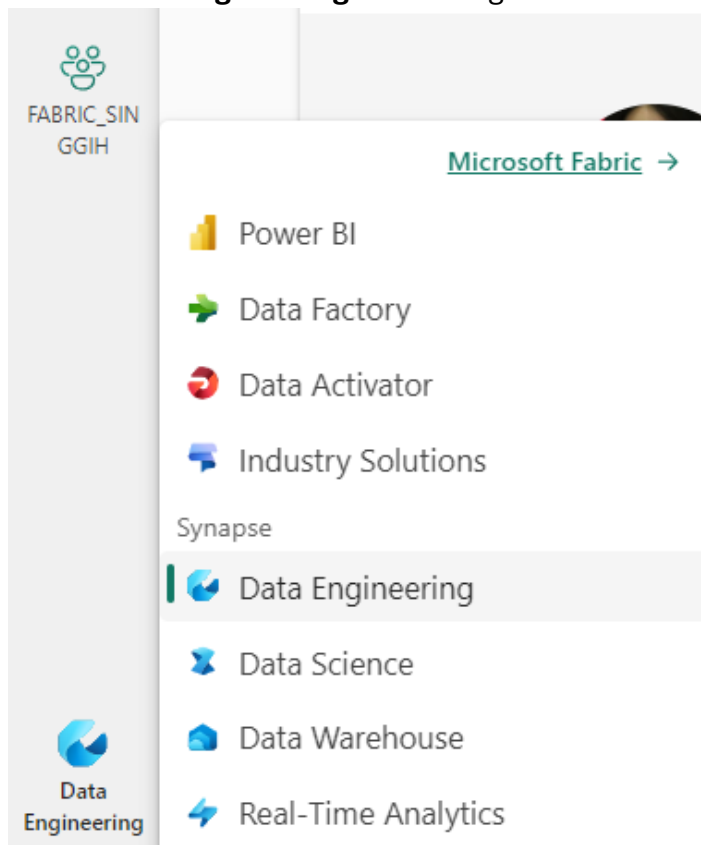 FABRIC_SIN
GGIH
Microsoft Fabric →
Power BI
Data Factory
Data Activator
Industry Solutions
Synapse
Data Engineering
Data Science
Data Warehouse
Real-Time Analytics
Data
Engineering